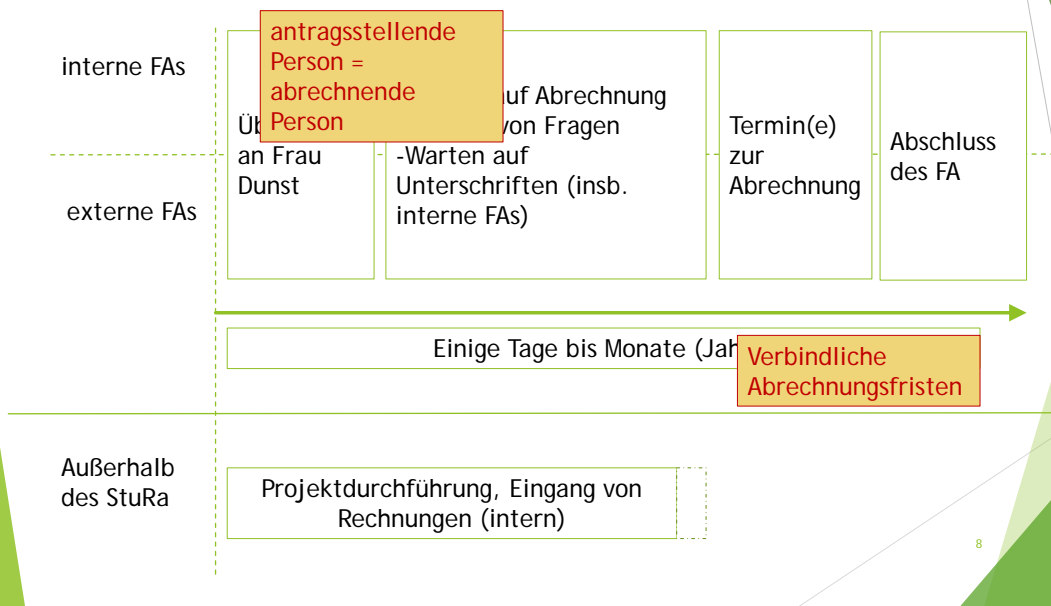 interne FAs
externe FAs
antragsstellende
Person =
abrechnende
Person
Üb
an Frau
Dunst
uf Abrechnung
von Fragen
-Warten auf
Unterschriften (insb.
interne FAs)
Termin(e)
zur
Abrechnung
Abschluss
des FA
Einige Tage bis Monate (Jah
Verbindliche
Abrechnungsfristen
Außerhalb
des StuRa
Projektdurchführung, Eingang von
Rechnungen (intern)
8